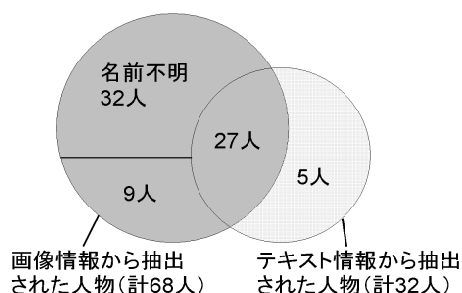 名前不明
32人
27人
9人
5人
画像情報から抽出
された人物(計68人)
テキスト情報から抽出
された人物(計32人)